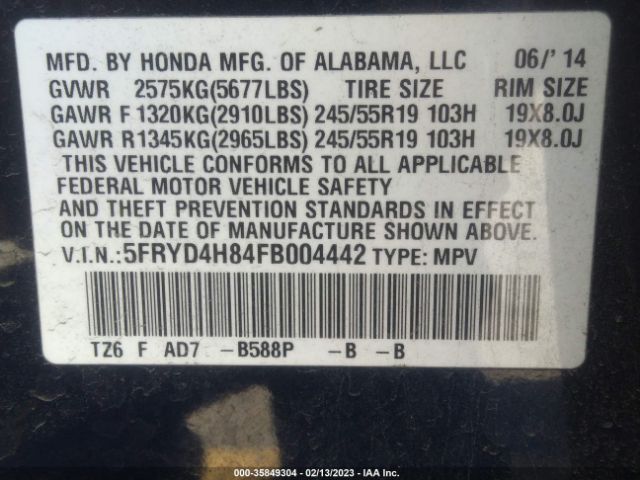 MFD. BY HONDA MFG. OF ALABAMA, LLC 06/' 14
GVWR 2575KG(5677LBS) TIRE SIZE RIM SIZE
GAWR F 1320KG(2910LBS) 245/55R19 103H 19X8.0J
GAWR R 1345KG(2965LBS) 245/55R19 103H 19X8.0J
THIS VEHICLE CONFORMS TO ALL APPLICABLE
FEDERAL MOTOR VEHICLE SAFETY
AND THEFT PREVENTION STANDARDS IN EFFECT
ON THE DATE OF MANUFACTURE SHOWN ABOVE.
V.I.N.:5FRYD4H84FB004442 TYPE: MPV
TZ6 F AD7 -B588P -B -B
000-35849304 - 02/13/2023 - IAA Inc.